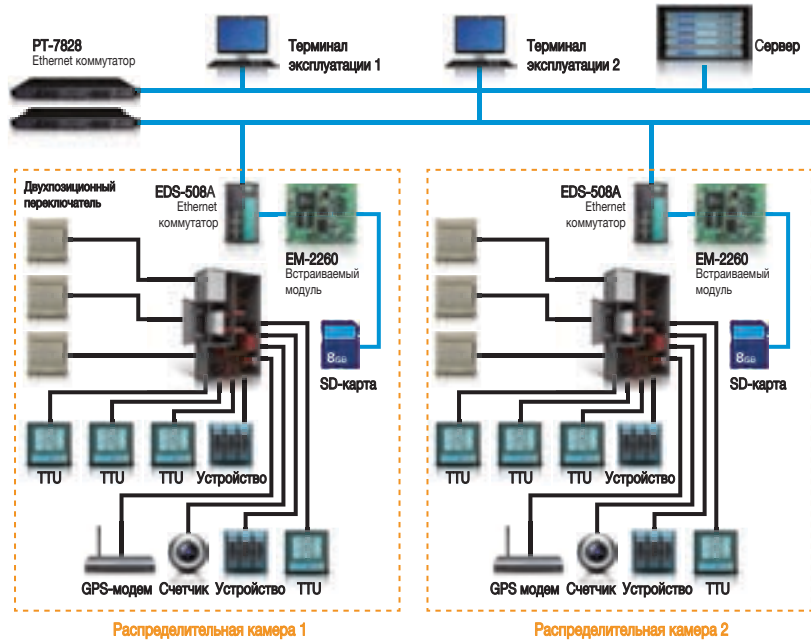 PT-7828
Ethernet коммутатор
Терминал
эксплуатации 1
Терминал
эксплуатации 2
Сервер
Двухпозиционный
переключатель
EDS-508A
Ethernet
коммутатор
EM-2260
Встраиваемый
модуль
8GB
SD-карта
TTU
TTU
TTU
Устройство
GPS-модем
Счетчик
Устройство
TTU
Распределительная камера 1
EDS-508A
Ethernet
коммутатор
EM-2260
Встраиваемый
модуль
8GB
SD-карта
TTU
TTU
TTU
Устройство
GPS модем
Счетчик
Устройство
TTU
Распределительная камера 2